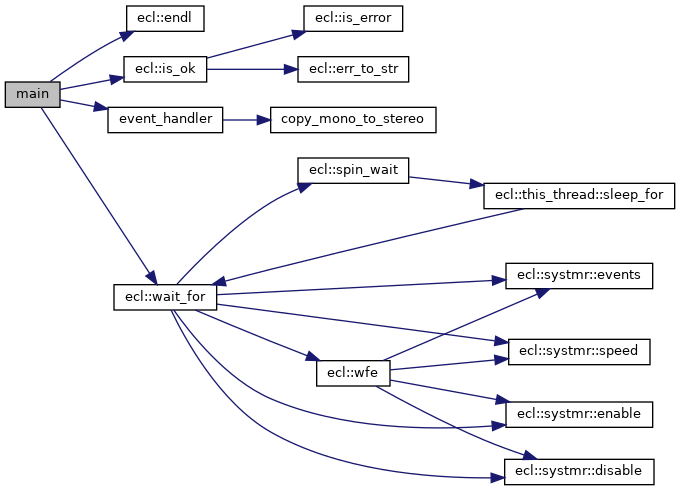 ecl::endl
ecl::is_error
ecl::is_ok
ecl::err_to_str
main
event_handler
copy_mono_to_stereo
ecl::spin_wait
ecl::this_thread::sleep_for
ecl::wait_for
ecl::systmr::events
ecl::systmr::speed
ecl::wfe
ecl::systmr::enable
ecl::systmr::disable